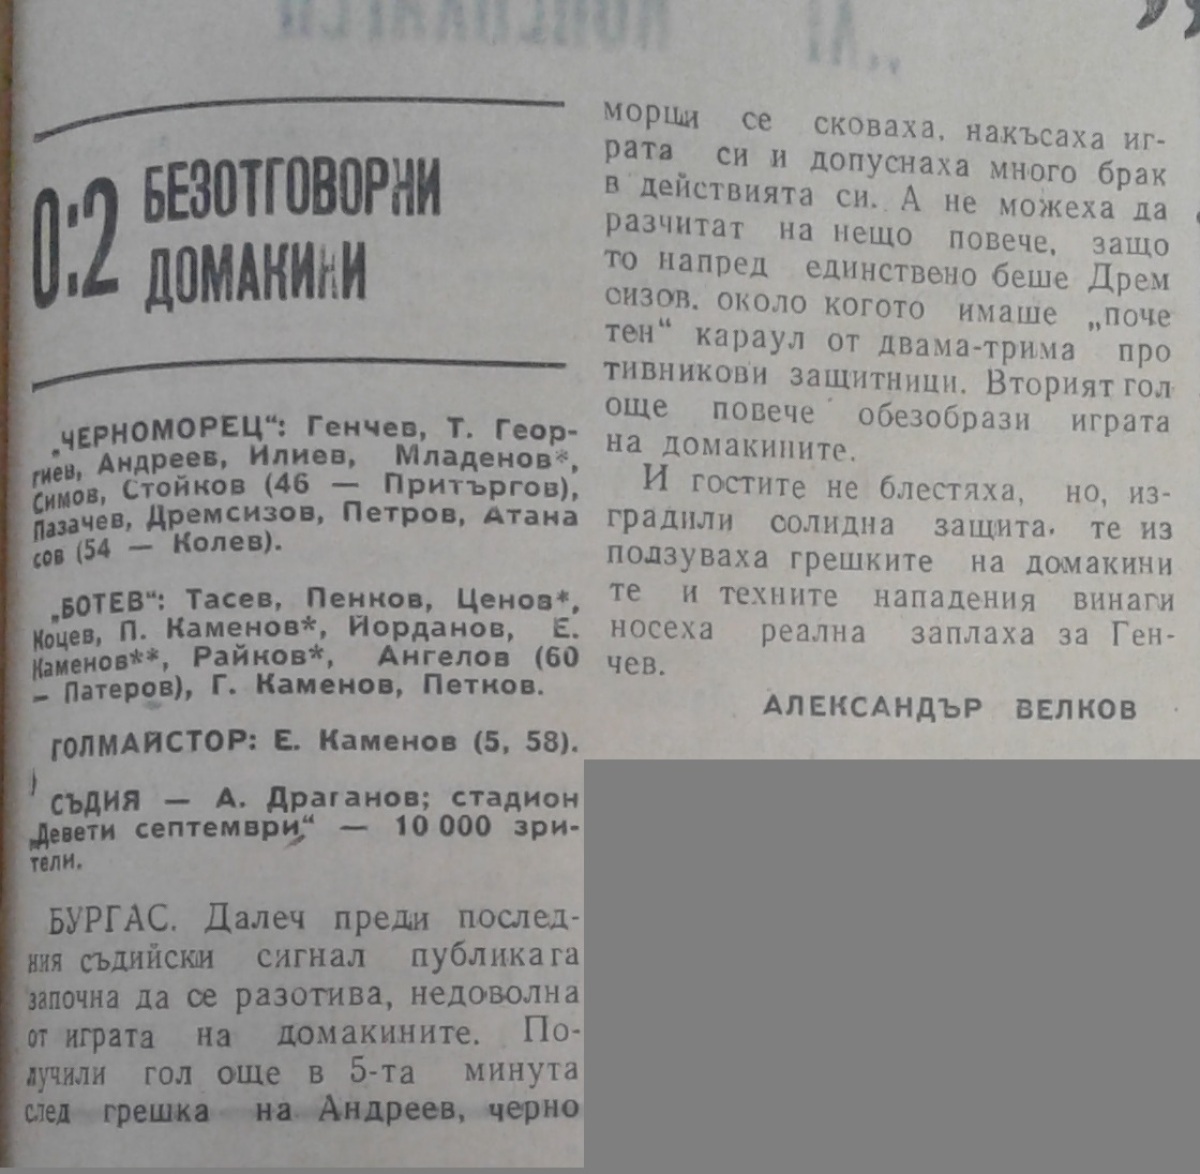 0:2 БЕЗОТГОВОРНИ
ДОМАКИНИ
„ЧЕРНОМОРЕЦ“: Генчев, Т. Геор-
гиев, Андреев, Илиев, Младенов*,
Симов, Стойков (46 — Притъргов),
Лазачев, Дремсизов, Петров, Атана
сов (54 — Колев).
„БОТЕВ“: Тасев, Пенков, Ценов*,
Коцев, П. Каменов*, Йорданов, Е.
Каменов**, Райков*, Ангелов (60
— Патеров), Г. Каменов, Петков.
ГОЛМАЙСТОР: Е. Каменов (5, 58).
СЪДИЯ — А. Драганов; стадион
„Девети септември“ — 10 000 зри-
тели.
БУРГАС. Далеч преди послед-
ния съдийски сигнал публиката
започна да се разотива, недоволна
от играта на домакините. По-
лучили гол още в 5-та минута
след грешка на Андреев, черно
морци се сковаха, накъсаха иг-
рата си и допуснаха много брак
в действията си. А не можеха да
разчитат на нещо повече, защо
то напред единствено беше Дрем
сизов, около когото имаше „поче
тен“ караул от двама-трима про
тивникови защитници. Вторият гол
още повече обезобрази играта
на домакините.
И гостите не блестяха, но, из-
градили солидна защита, те из
ползуваха грешките на домакини
те и техните нападения винаги
носеха реална заплаха за Ген-
чев.
АЛЕКСАНДЪР ВЕЛКОВ